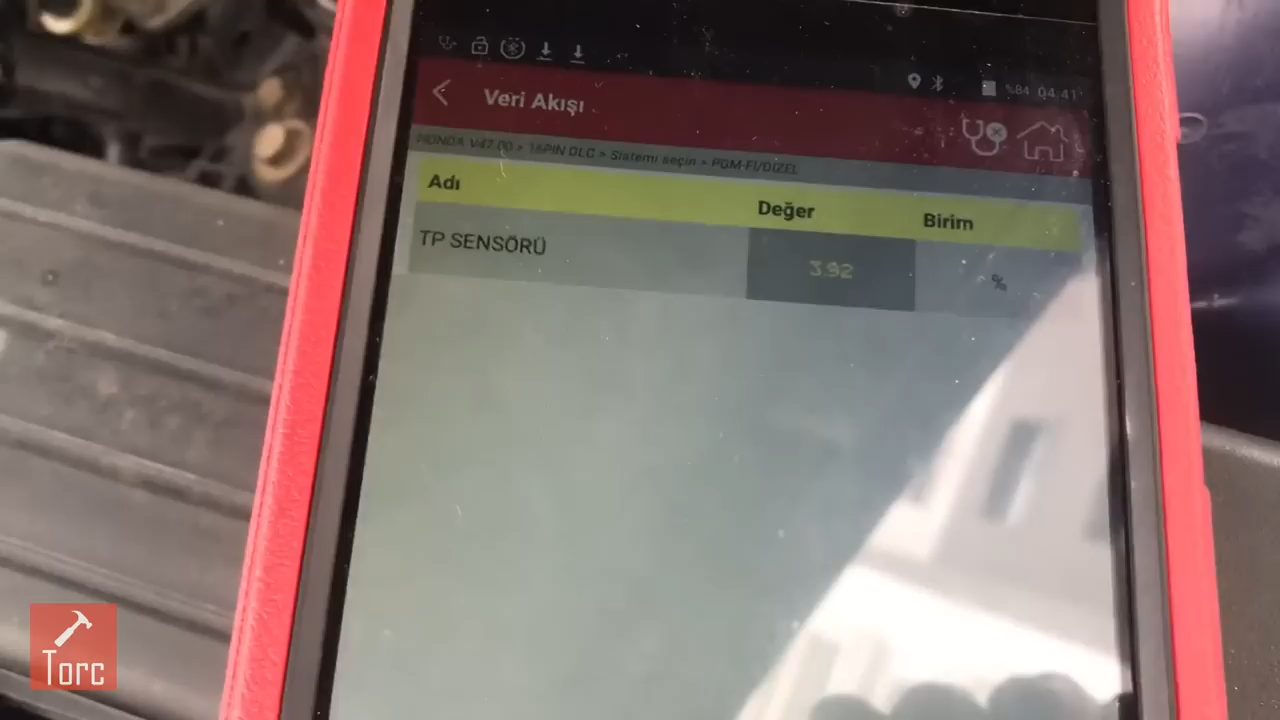 %84 04:41
Veri Akışı
HONDA V47.00 > 16PIN DLC > Sistemi seçin > PGM-FI/DIZEL
Adı Değer Birim
TP SENSÖRÜ 3.92 %
Torc